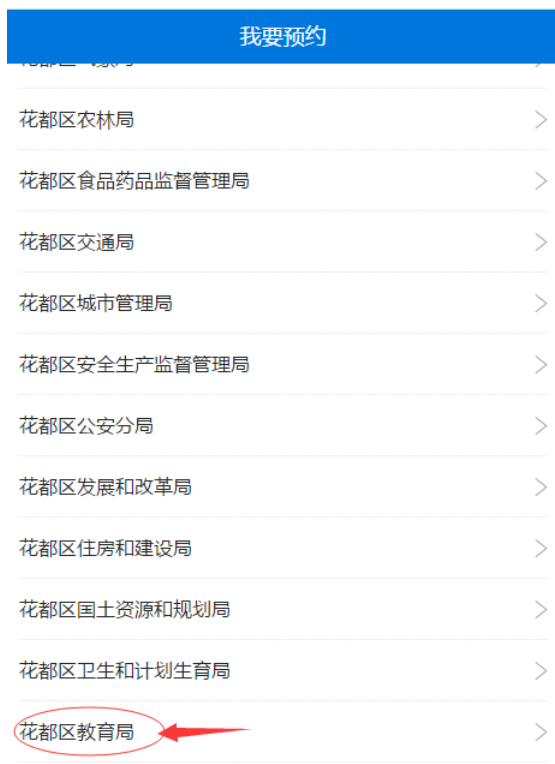 我要预约
花都区农林局
花都区食品药品监督管理局
花都区交通局
花都区城市管理局
花都区安全生产监督管理局
花都区公安分局
花都区发展和改革局
花都区住房和建设局
花都区国土资源和规划局
花都区卫生和计划生育局
花都区教育局